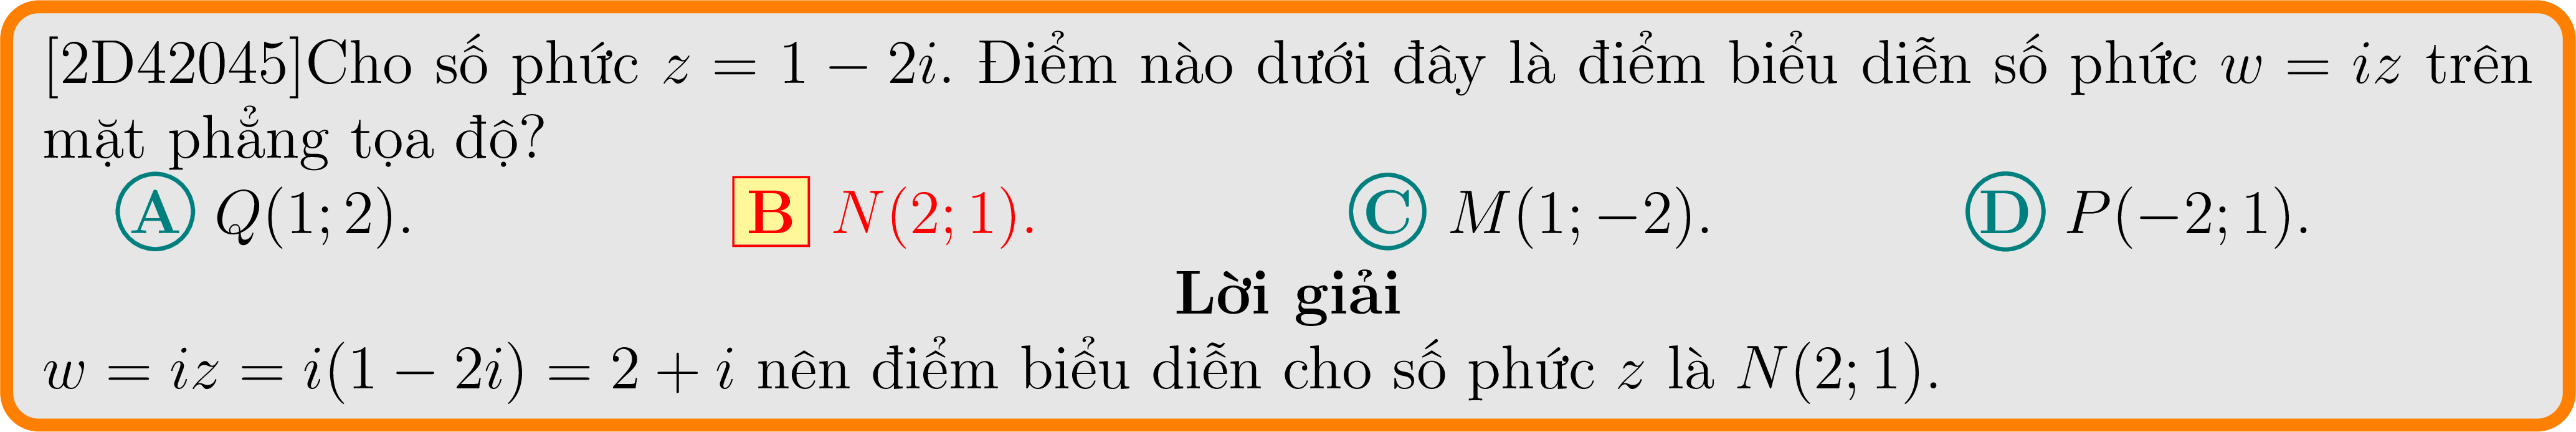 [2D42045]Cho số phức z = 1 − 2i. Điểm nào dưới đây là điểm biểu diễn số phức w = iz trên
mặt phẳng tọa độ?
A Q(1; 2). B N(2; 1). C M(1; −2). D P(−2; 1).
Lời giải
w = iz = i(1 − 2i) = 2 + i nên điểm biểu diễn cho số phức z là N(2; 1).